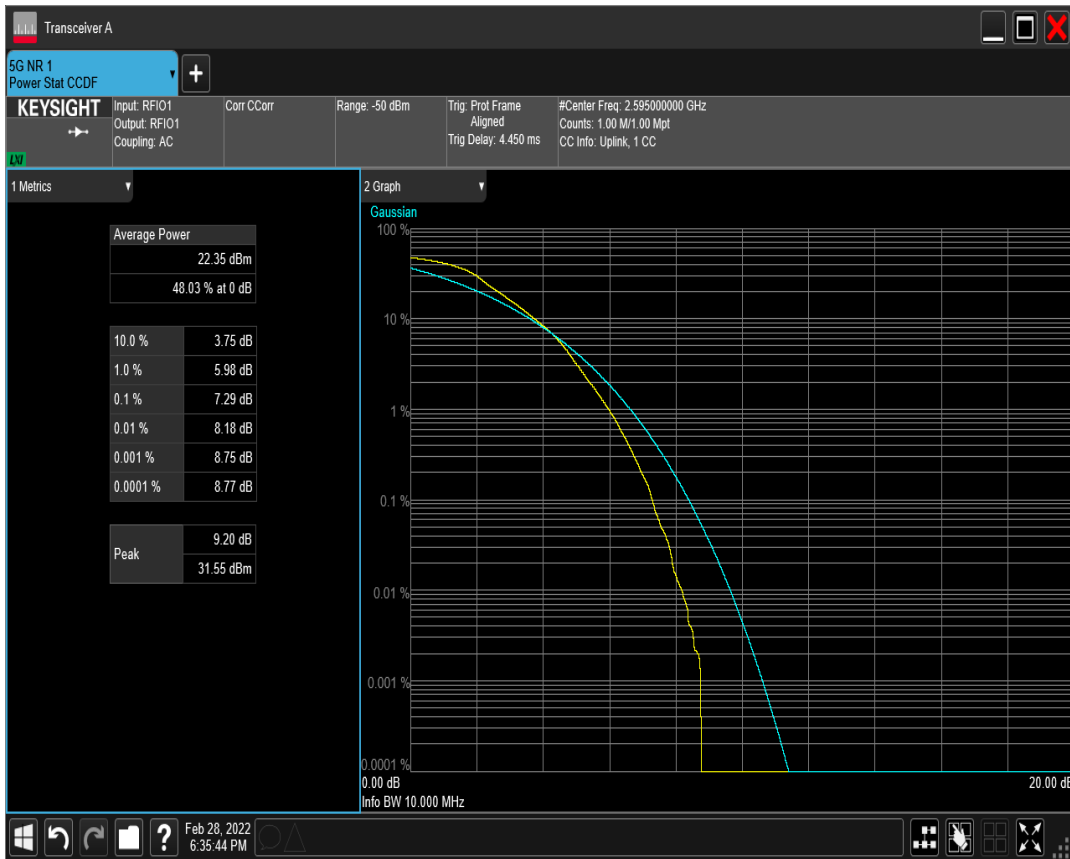 Transceiver A
5G NR 1
Power Stat CCDF
+
KEYSIGHT
LXI
Input: RFIO1
Output: RFIO1
Coupling: AC
Corr CCorr
Range: -50 dBm
Trig: Prot Frame
Aligned
Trig Delay: 4.450 ms
#Center Freq: 2.595000000 GHz
Counts: 1.00 M/1.00 Mpt
CC Info: Uplink, 1 CC
1 Metrics
Average Power
22.35 dBm
48.03 % at 0 dB
10.0 % 3.75 dB
1.0 % 5.98 dB
0.1 % 7.29 dB
0.01 % 8.18 dB
0.001 % 8.75 dB
0.0001 % 8.77 dB
Peak
9.20 dB
31.55 dBm
2 Graph
Gaussian
100 %
10 %
1 %
0.1 %
0.01 %
0.001 %
0.0001 %
0.00 dB 20.00 dB
Info BW 10.000 MHz
?
Feb 28, 2022
6:35:44 PM